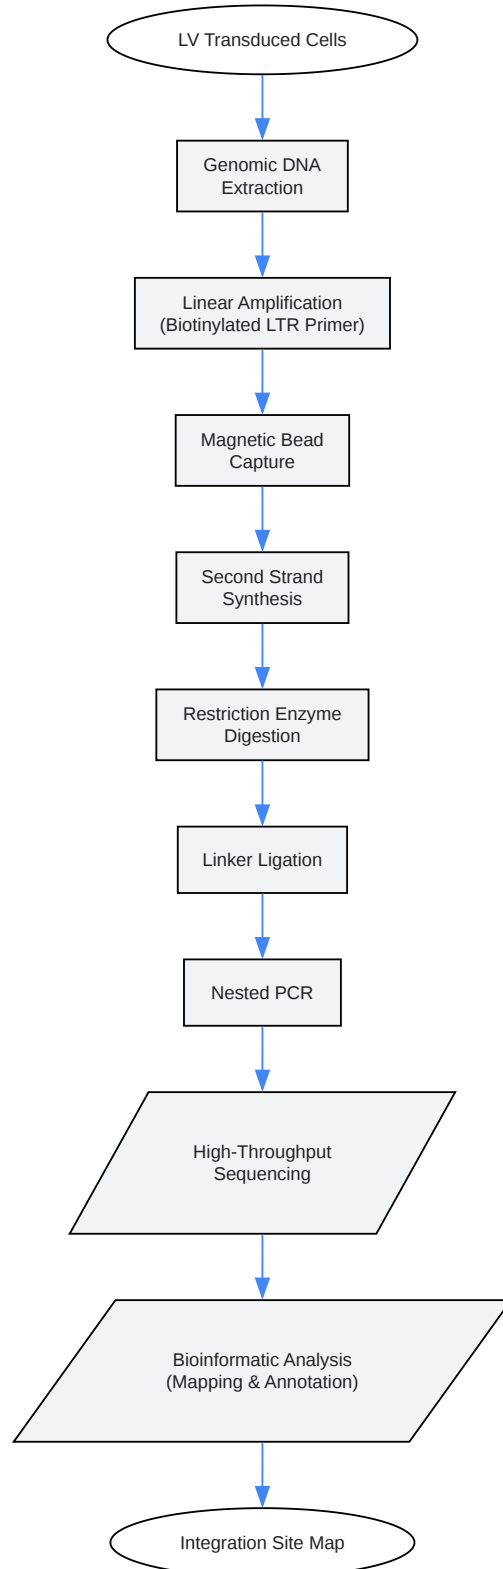 LV Transduced Cells
Genomic DNA
Extraction
Linear Amplification
(Biotinylated LTR Primer)
Magnetic Bead
Capture
Second Strand
Synthesis
Restriction Enzyme
Digestion
Linker Ligation
Nested PCR
High-Throughput
Sequencing
Bioinformatic Analysis
(Mapping & Annotation)
Integration Site Map